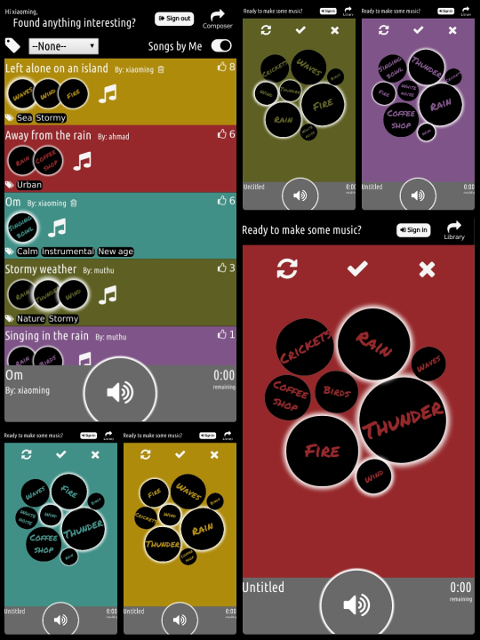 Hi xiaoming,
Found anything interesting?
Sign out
Composer
--None--
Songs by Me
Left alone on an island By: xiaoming
8
Waves
Wind
Fire
Sea Stormy
Away from the rain By: ahmad
6
Rain
Coffee shop
Urban
Om By: xiaoming
6
Singing bowl
Calm Instrumental New age
Stormy weather By: muthu
3
Rain
Thunder
Wind
Nature Stormy
Singing in the rain By: muthu
1
Rain
Birds
Om
By: xiaoming
0:00
remaining
Ready to make some music?
Sign in
Library
Crickets
Waves
Wind
Thunder
Fire
Rain
Untitled
0:00
Ready to make some music?
Sign in
Library
Singing bowl
Thunder
Fire
White noise
Rain
Coffee shop
Rain
Untitled
0:00
Ready to make some music?
Sign in
Library
Crickets
Rain
Waves
Coffee shop
Birds
Thunder
Fire
Wind
Untitled
0:00
remaining
Ready to make some music?
Sign in
Library
Waves
Fire
White noise
Wind
Thunder
Coffee shop
Untitled
0:00
Ready to make some music?
Sign in
Library
Fire
Waves
Crickets
Wind
Rain
Thunder
Coffee shop
Untitled
0:00